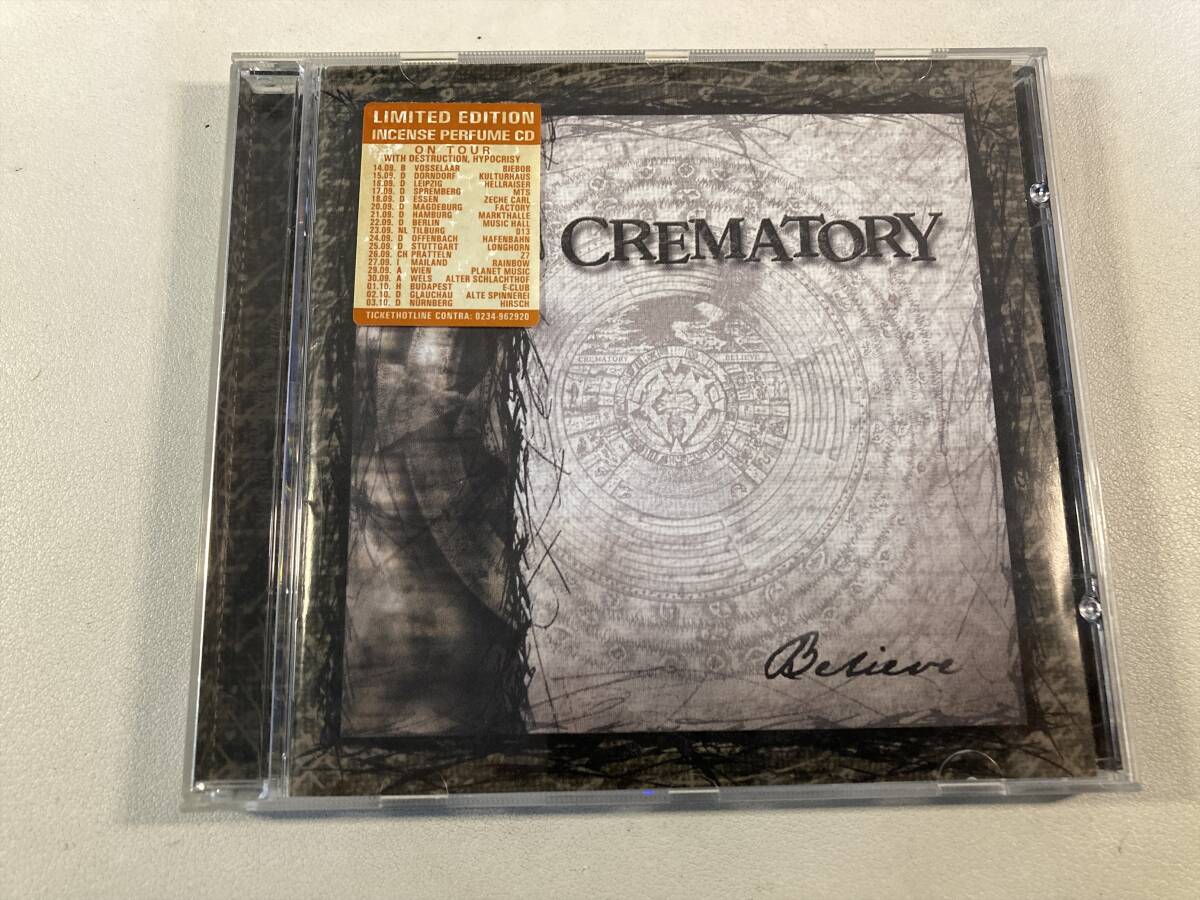 LIMITED EDITION
INCENSE PERFUME CD
ON TOUR
WITH DESTRUCTION, HYPOCRISY
14.09. B VOSSELAAR BIEBOB
15.09. D DORNDORF KULTURHAUS
16.09. D LEIPZIG HELLRAISER
17.09. D SPREMBERG MTS
18.09. D ESSEN ZECHE CARL
20.09. D MAGDEBURG FACTORY
21.09. D HAMBURG MARKTHALLE
22.09. D BERLIN MUSIC HALL
23.09. NL TILBURG 013
24.09. D OFFENBACH HAFENBAHN
25.09. D STUTTGART LONGHORN
26.09. CH PRATTELN Z7
27.09. I MAILAND RAINBOW
29.09. A WIEN PLANET MUSIC
30.09. A WELS ALTER SCHLACHTHOF
01.10. H BUDAPEST E-CLUB
02.10. D GLAUCHAU ALTE SPINNEREI
03.10. D NÜRNBERG HIRSCH
TICKETHOTLINE CONTRA: 0234-962920
CREMATORY
CREMATORY BELIEVE
Believe